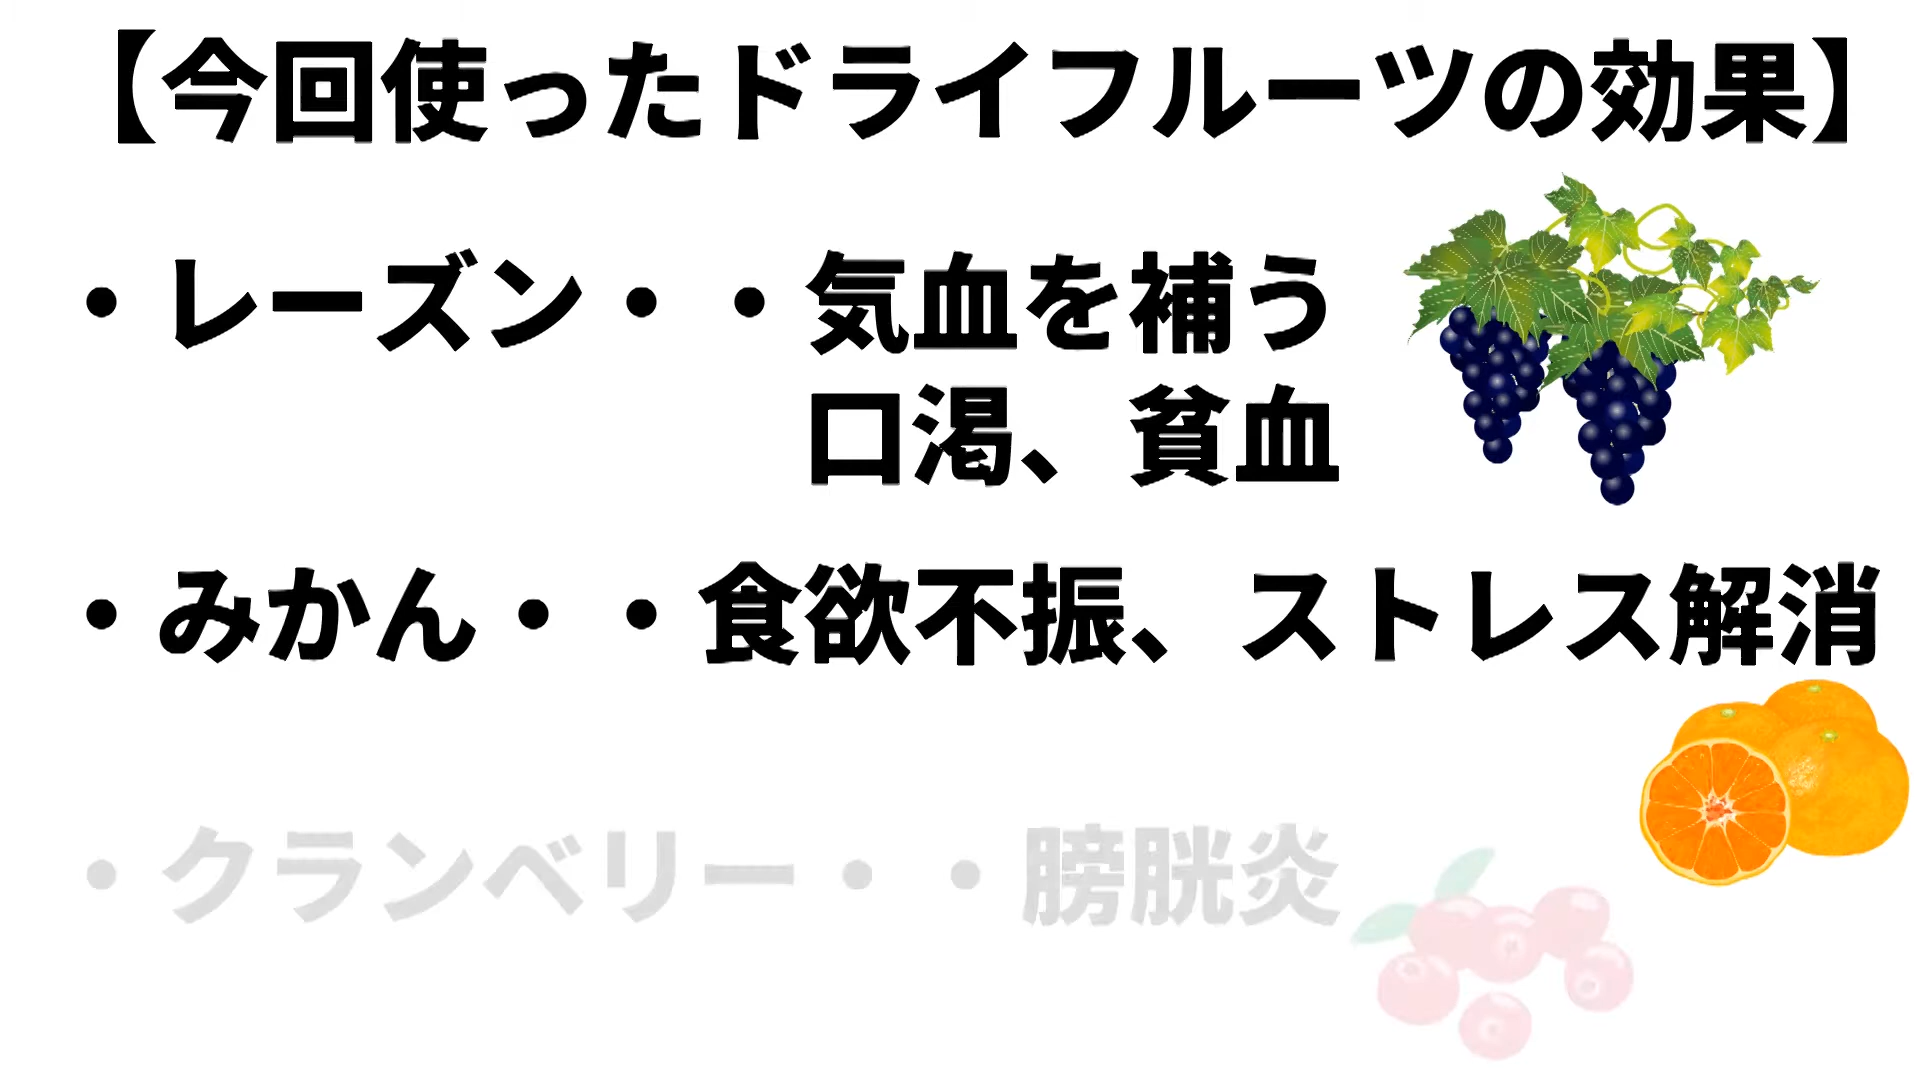 【今回使ったドライフルーツの効果】
・レーズン・・気血を補う
口渇、貧血
・みかん・・食欲不振、ストレス解消
・クランベリー・・膀胱炎